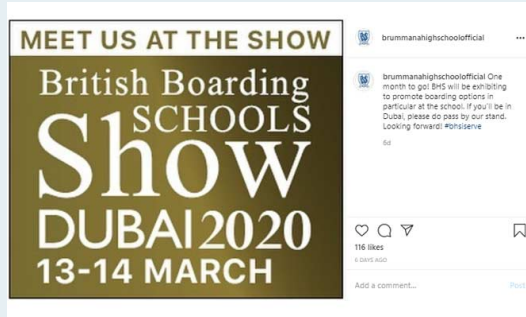 MEET US AT THE SHOW
British Boarding
SCHOOLS
Show
DUBAI 2020
13-14 MARCH
brummanahighschoolofficial
brummanahighschoolofficial One
month to go! BHS will be exhibiting
to promote boarding options in
particular at the school. If you'll be in
Dubai, please do pass by our stand.
Looking forward! #bhsiserve
6d
116 likes
6 DAYS AGO
Add a comment...
Post